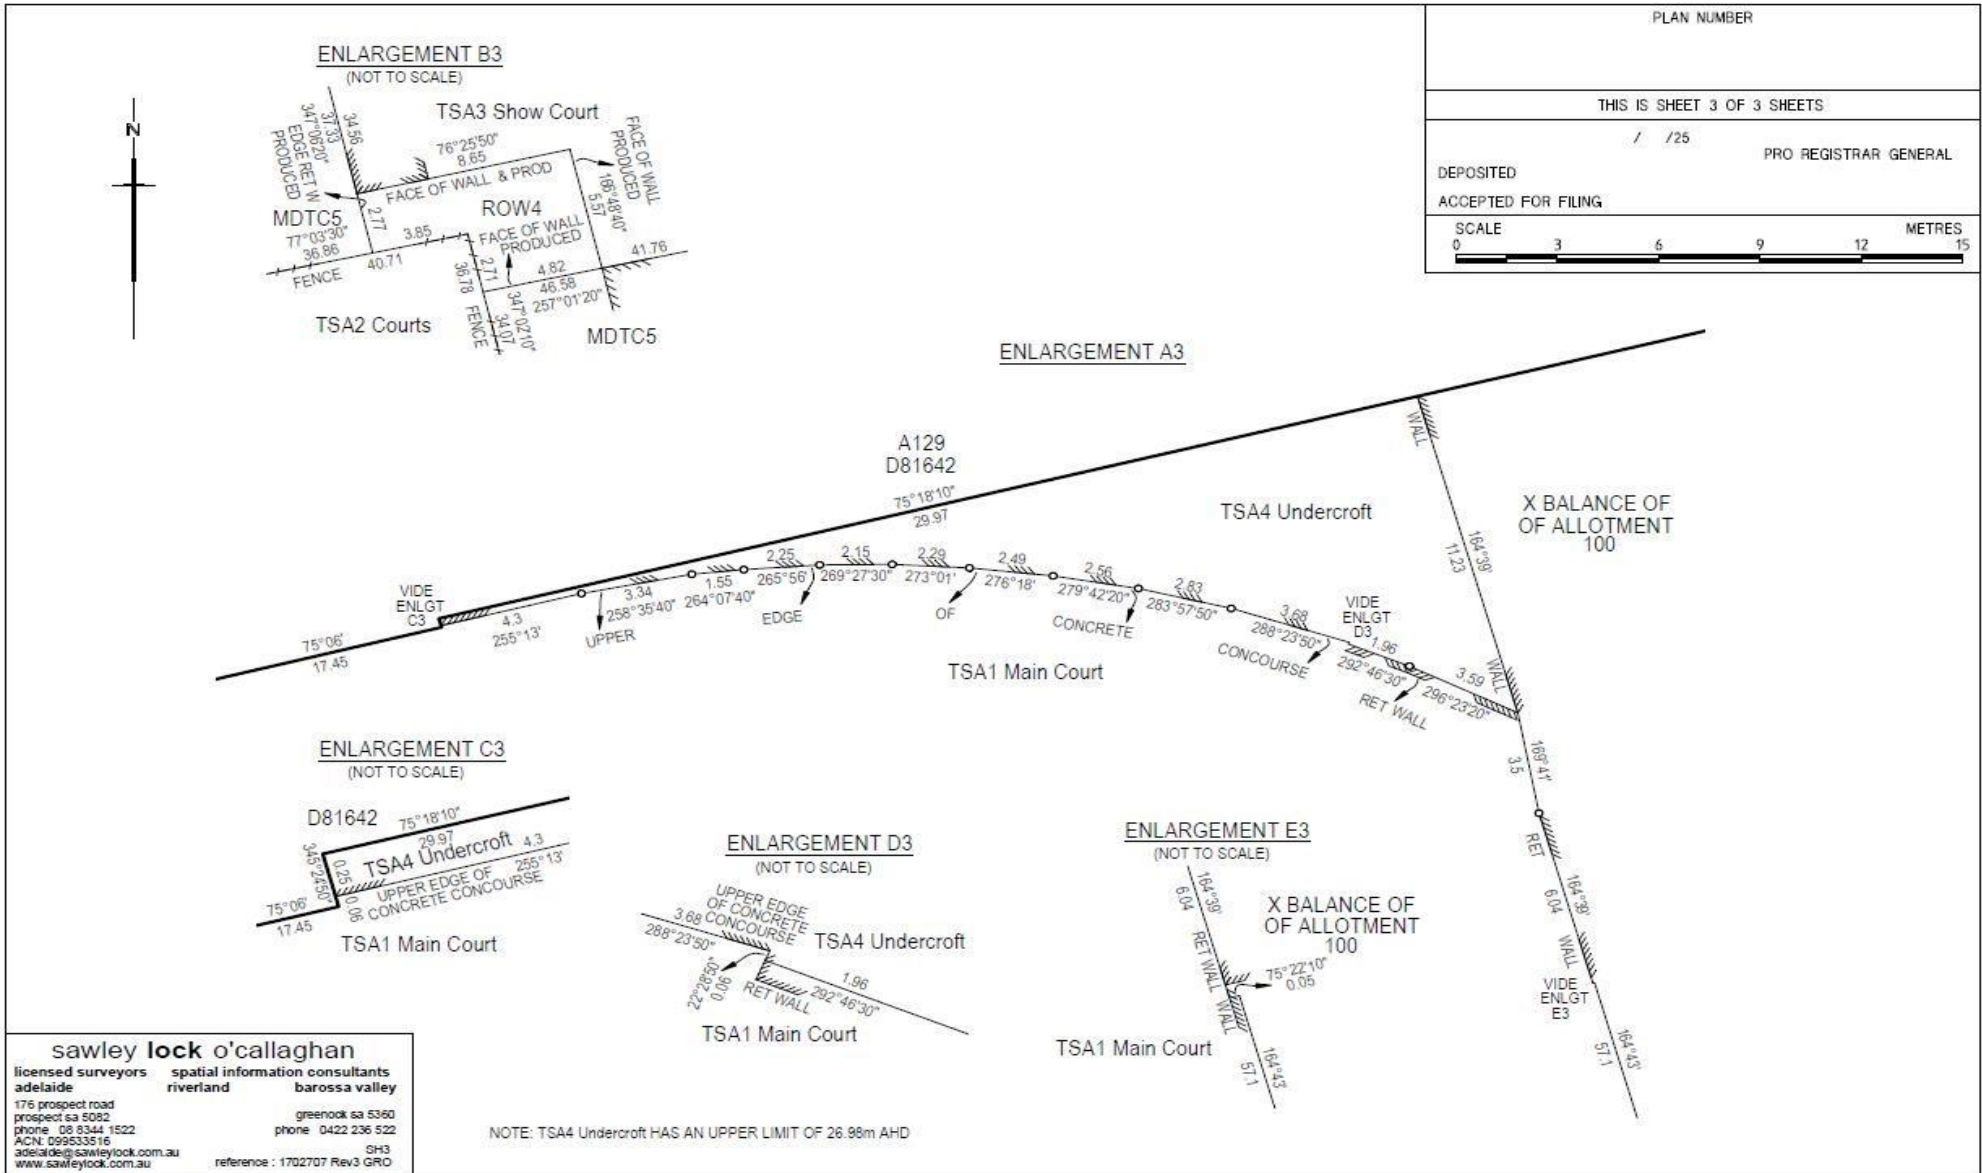 PLAN NUMBER
THIS IS SHEET 3 OF 3 SHEETS
/ /25
PRO REGISTRAR GENERAL
DEPOSITED
ACCEPTED FOR FILING
SCALE
METRES
0 3 6 9 12 15
N
ENLARGEMENT B3
(NOT TO SCALE)
TSA3 Show Court
34.56
37.33
347°06'20"
EDGE RET W
PRODUCED
76°25'50"
8.65
FACE OF WALL & PROD
FACE OF WALL
PRODUCED
166°48'40"
5.57
ROW4
MDTC5
2.77
77°03'30"
36.86
3.85
FENCE
40.71
FACE OF WALL
PRODUCED
2.71
36.78
4.82
46.58
257°01'20"
41.76
347°02'10"
34.07
FENCE
TSA2 Courts
MDTC5
ENLARGEMENT A3
A129
D81642
75°18'10"
29.97
TSA4 Undercroft
WALL
X BALANCE OF
OF ALLOTMENT
100
164°39'
11.23
VIDE
ENLGT
C3
75°06'
17.45
4.3
255°13'
3.34
258°35'40"
UPPER
1.55
264°07'40"
2.25
265°56'
EDGE
2.15
269°27'30"
2.29
273°01'
OF
2.49
276°18'
2.56
279°42'20"
CONCRETE
2.83
283°57'50"
3.68
288°23'50"
CONCOURSE
VIDE
ENLGT
D3
1.96
292°46'30"
RET WALL
3.59
296°23'20"
WALL
TSA1 Main Court
169°41'
3.5
RET
164°39'
6.04
WALL
VIDE
ENLGT
E3
164°43'
57.1
ENLARGEMENT C3
(NOT TO SCALE)
D81642
75°18'10"
29.97
TSA4 Undercroft
4.3
255°13'
345°24'50"
0.25
0.06
UPPER EDGE OF
CONCRETE CONCOURSE
75°06'
17.45
TSA1 Main Court
ENLARGEMENT D3
(NOT TO SCALE)
UPPER EDGE
OF CONCRETE
CONCOURSE
3.68
288°23'50"
TSA4 Undercroft
22°28'50"
0.06
RET WALL
1.96
292°46'30"
TSA1 Main Court
ENLARGEMENT E3
(NOT TO SCALE)
164°39'
6.04
X BALANCE OF
OF ALLOTMENT
100
RET WALL
75°22'10"
0.05
WALL
TSA1 Main Court
164°43'
57.1
NOTE: TSA4 Undercroft HAS AN UPPER LIMIT OF 26.98m AHD
sawley lock o'callaghan
licensed surveyors spatial information consultants
adelaide riverland barossa valley
176 prospect road
prospect sa 5082 greenock sa 5360
phone 08 8344 1522 phone 0422 236 522
ACN: 099533516
adelaide@sawleylock.com.au SH3
www.sawleylock.com.au reference : 1702707 Rev3 GRO